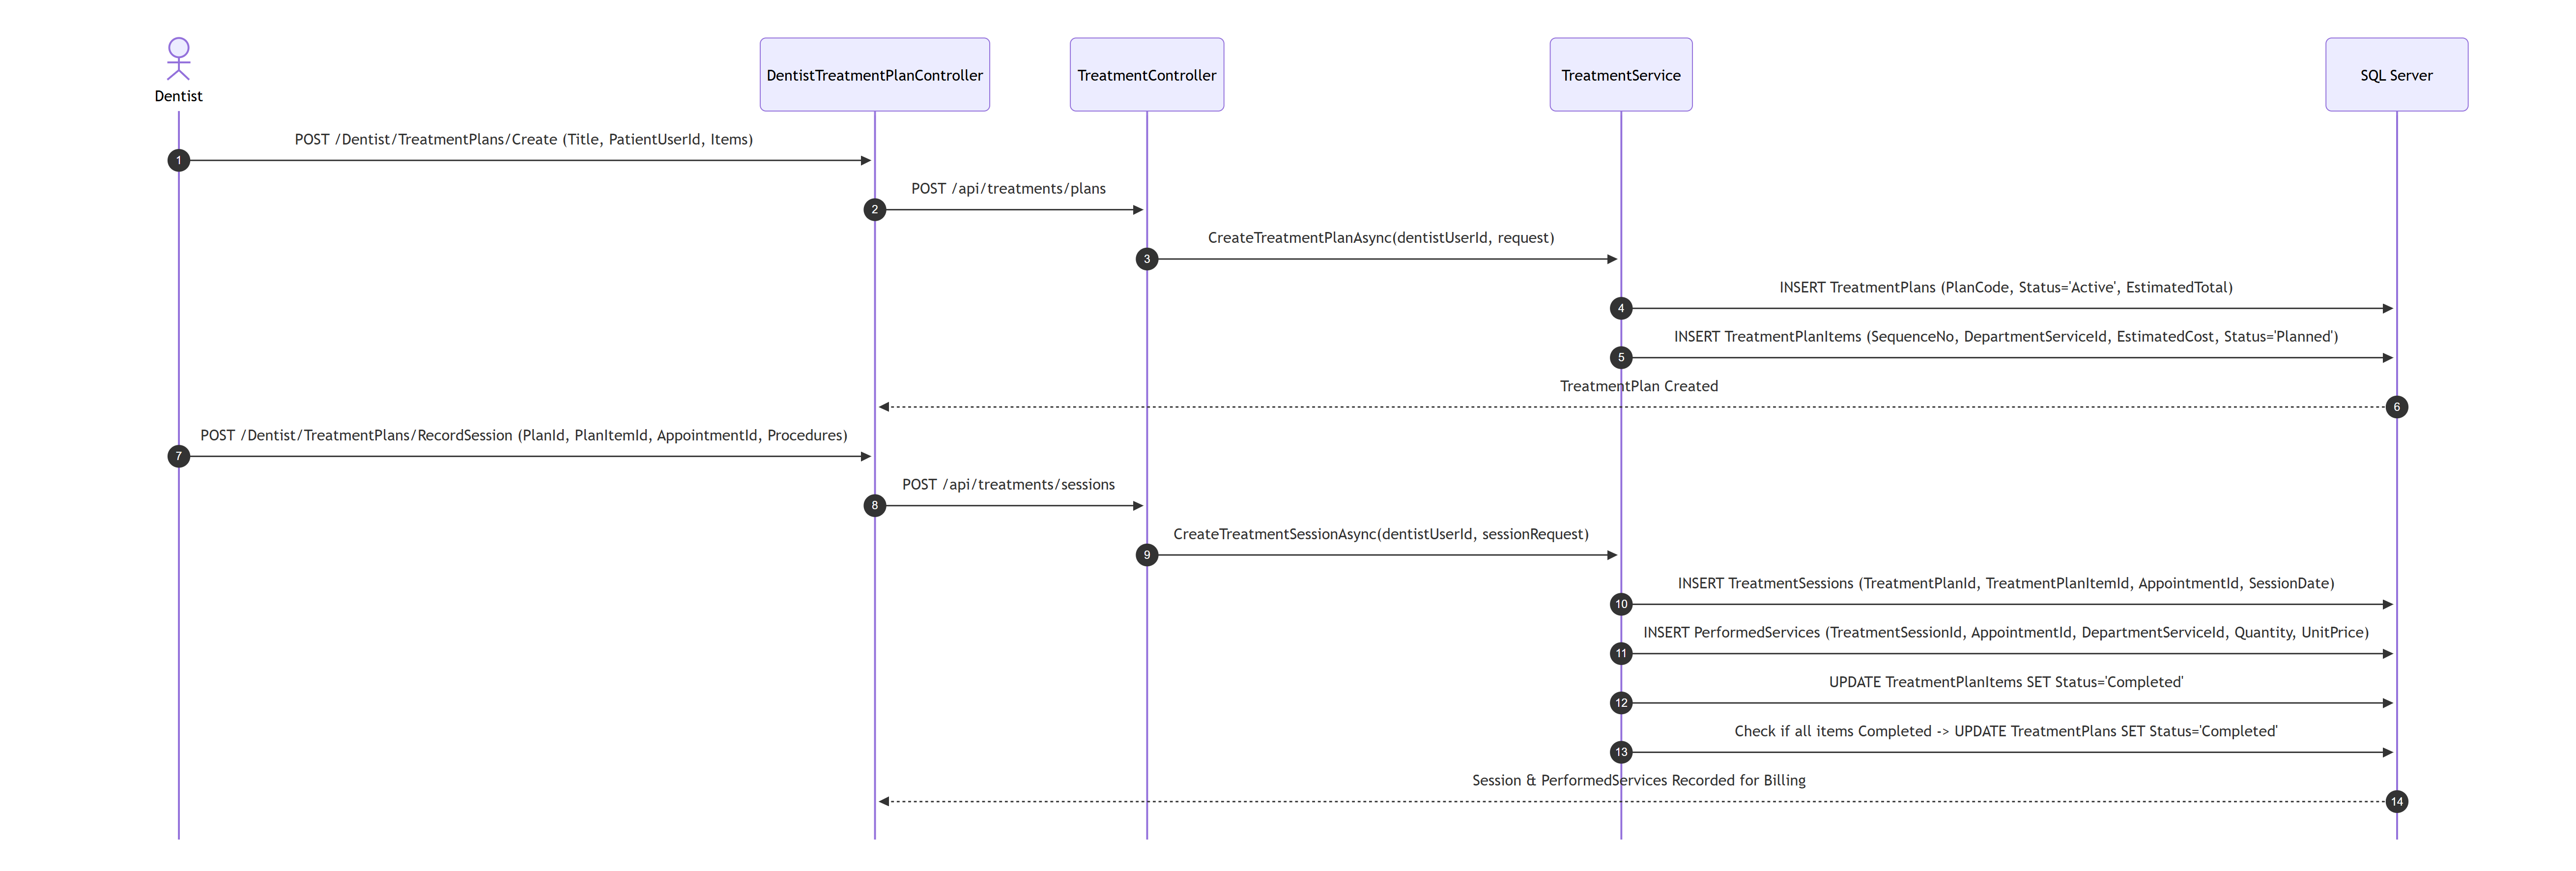 Dentist
DentistTreatmentPlanController
TreatmentController
TreatmentService
SQL Server
POST /Dentist/TreatmentPlans/Create (Title, PatientUserId, Items)
1
POST /api/treatments/plans
2
CreateTreatmentPlanAsync(dentistUserId, request)
3
INSERT TreatmentPlans (PlanCode, Status='Active', EstimatedTotal)
4
INSERT TreatmentPlanItems (SequenceNo, DepartmentServiceId, EstimatedCost, Status='Planned')
5
TreatmentPlan Created
6
POST /Dentist/TreatmentPlans/RecordSession (PlanId, PlanItemId, AppointmentId, Procedures)
7
POST /api/treatments/sessions
8
CreateTreatmentSessionAsync(dentistUserId, sessionRequest)
9
INSERT TreatmentSessions (TreatmentPlanId, TreatmentPlanItemId, AppointmentId, SessionDate)
10
INSERT PerformedServices (TreatmentSessionId, AppointmentId, DepartmentServiceId, Quantity, UnitPrice)
11
UPDATE TreatmentPlanItems SET Status='Completed'
12
Check if all items Completed -> UPDATE TreatmentPlans SET Status='Completed'
13
Session & PerformedServices Recorded for Billing
14